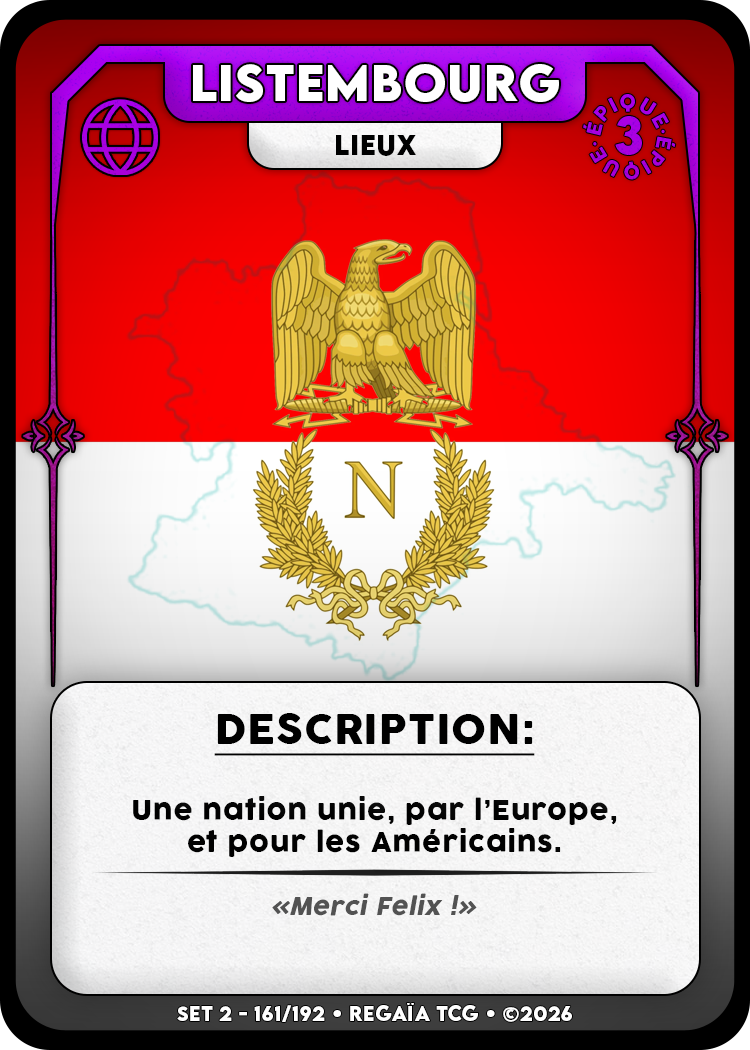 LISTEMBOURG
LIEUX
ÉPIQUE · ÉPIQUE ·
3
N
DESCRIPTION:
Une nation unie, par l'Europe,
et pour les Américains.
«Merci Felix !»
SET 2 - 161/192 • REGAÏA TCG • ©2026